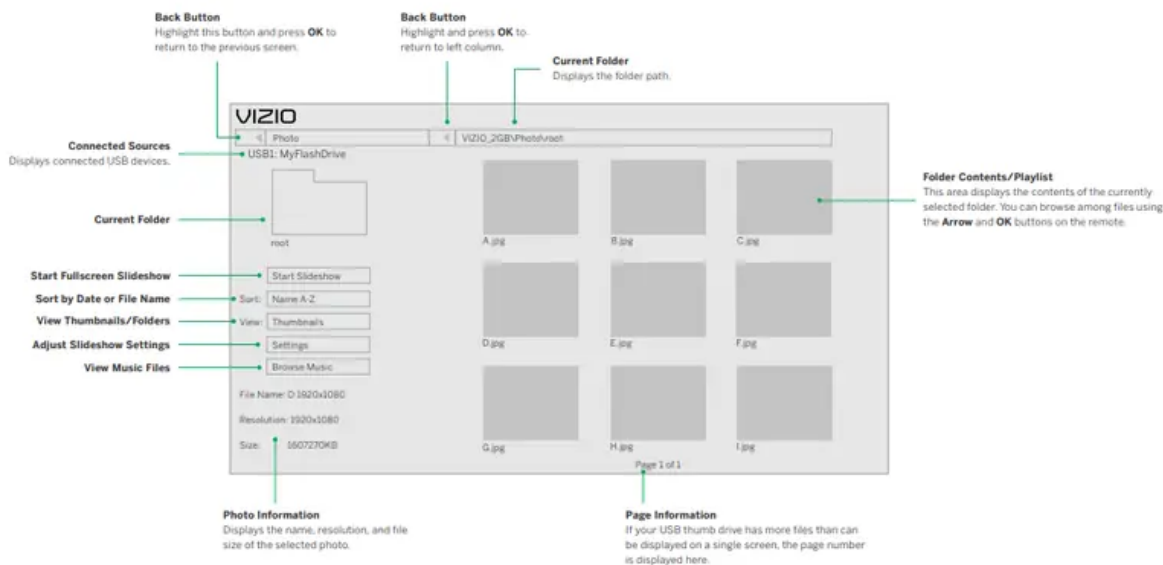 Back Button
Highlight this button and press OK to
return to the previous screen.
Back Button
Highlight and press OK to
return to left column.
Current Folder
Displays the folder path.
VIZIO
Photo
VIZIO_2GB\Photo\root
Connected Sources
Displays connected USB devices.
USB1: MyFlashDrive
Current Folder
root
A.jpg
B.jpg
C.jpg
Folder Contents/Playlist
This area displays the contents of the currently
selected folder. You can browse among files using
the Arrow and OK buttons on the remote.
Start Fullscreen Slideshow
Start Slideshow
Sort by Date or File Name
Sort: Name A-Z
View Thumbnails/Folders
View: Thumbnails
Adjust Slideshow Settings
Settings
View Music Files
Browse Music
D.jpg
E.jpg
F.jpg
File Name: D 1920x1080
Resolution: 1920x1080
Size: 1607270KB
G.jpg
H.jpg
I.jpg
Page 1 of 1
Photo Information
Displays the name, resolution, and file
size of the selected photo.
Page Information
If your USB thumb drive has more files than can
be displayed on a single screen, the page number
is displayed here.